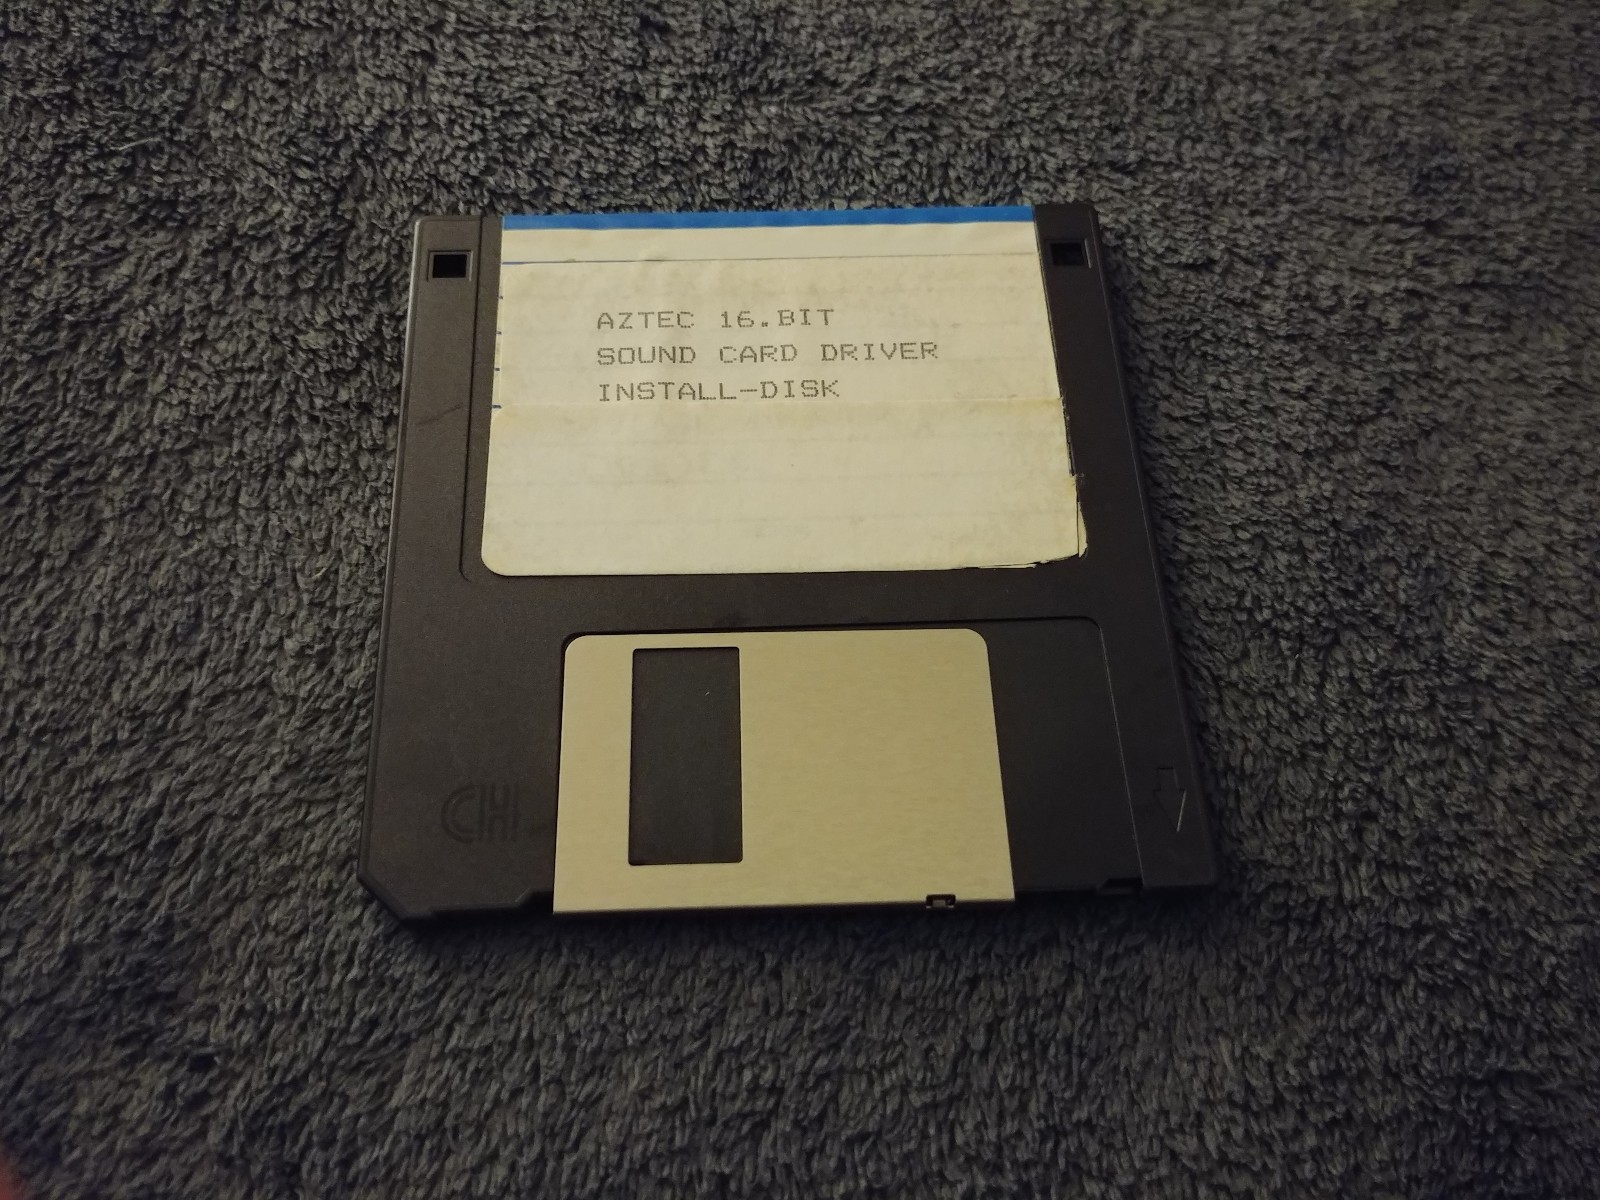 AZTEC 16.BIT
SOUND CARD DRIVER
INSTALL-DISK